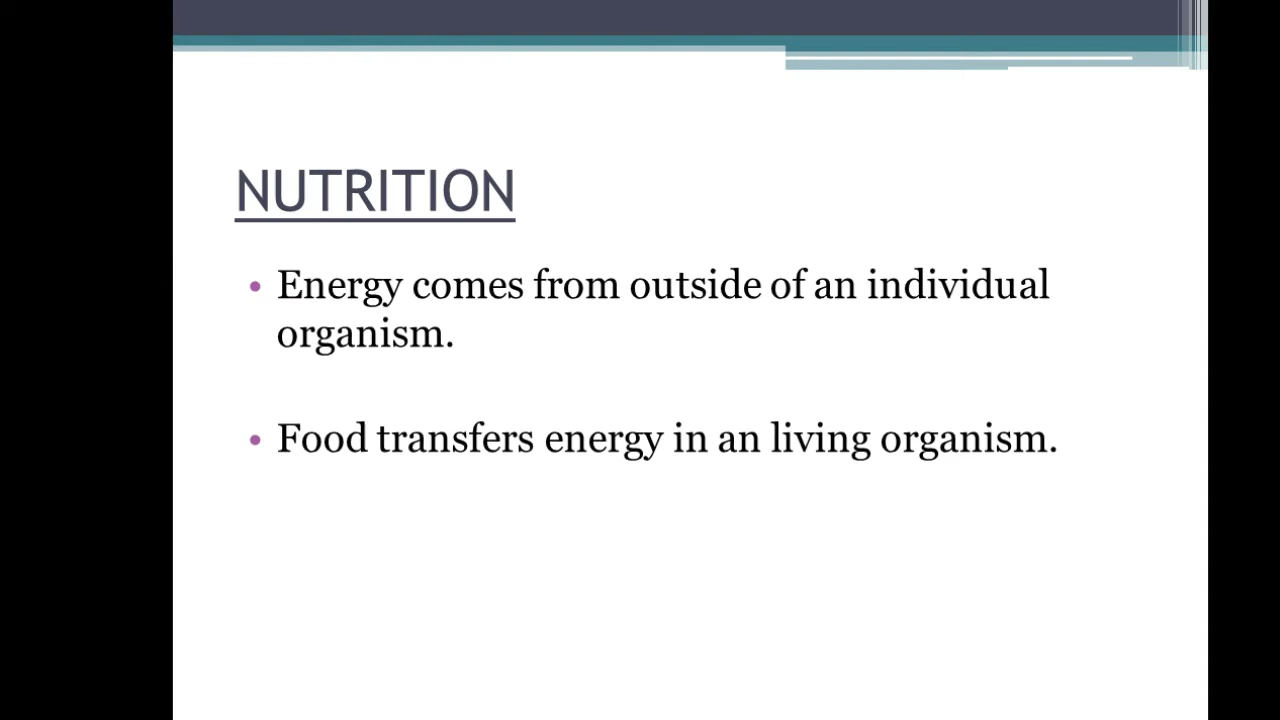 NUTRITION
• Energy comes from outside of an individual
organism.
• Food transfers energy in an living organism.